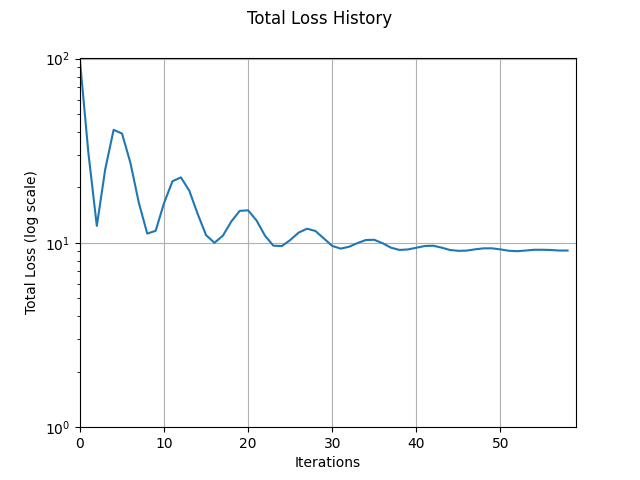 Total Loss History
Total Loss (log scale)
10²
10¹
10⁰
0 10 20 30 40 50
Iterations